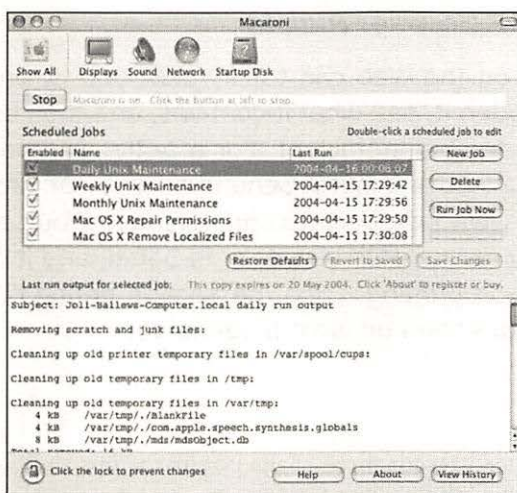 Macaroni
Show All Displays Sound Network Startup Disk
Stop Macaroni is on. Click the button at left to stop.
Scheduled Jobs Double-click a scheduled job to edit
Enabled Name Last Run
Daily Unix Maintenance 2004-04-16 00:06:07
Weekly Unix Maintenance 2004-04-15 17:29:42
Monthly Unix Maintenance 2004-04-15 17:29:56
Mac OS X Repair Permissions 2004-04-15 17:29:50
Mac OS X Remove Localized Files 2004-04-15 17:30:08
New Job
Delete
Run Job Now
Restore Defaults Revert to Saved Save Changes
Last run output for selected job: This copy expires on 20 May 2004. Click 'About' to register or buy.
Subject: Joli-Ballews-Computer.local daily run output
Removing scratch and junk files:
Cleaning up old printer temporary files in /var/spool/cups:
Cleaning up old temporary files in /tmp:
Cleaning up old temporary files in /var/tmp:
4 kB /var/tmp/./BlankFile
4 kB /var/tmp/./com.apple.speech.synthesis.globals
8 kB /var/tmp/./mds/mdsObject.db
Total removed: 16 kB
Click the lock to prevent changes Help About View History